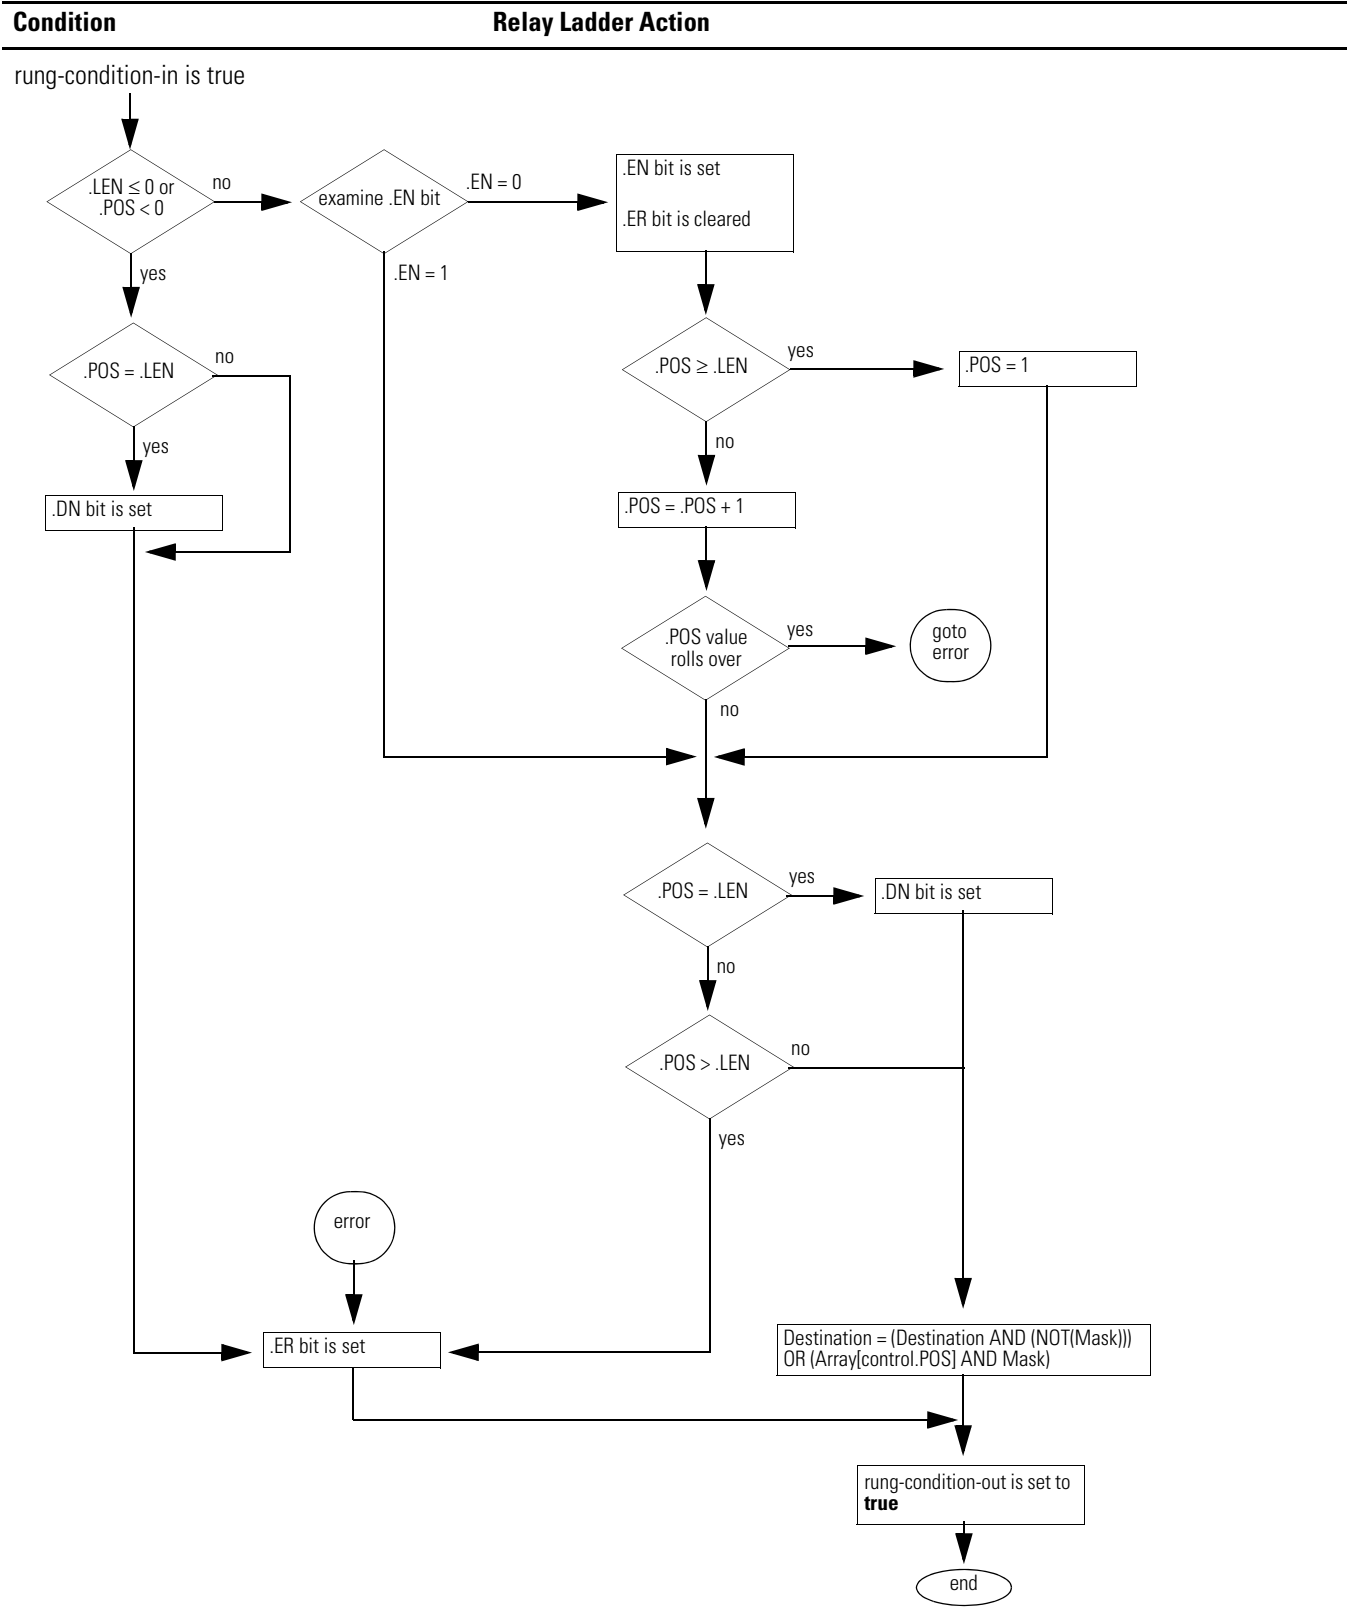 Condition
Relay Ladder Action
rung-condition-in is true
.LEN ≤ 0 or
.POS < 0
no
examine .EN bit
.EN = 0
.EN bit is set
.ER bit is cleared
yes
.EN = 1
.POS = .LEN
no
.POS ≥ .LEN
yes
.POS = 1
yes
no
.DN bit is set
.POS = .POS + 1
.POS value
rolls over
yes
goto
error
no
.POS = .LEN
yes
.DN bit is set
no
.POS > .LEN
no
yes
error
.ER bit is set
Destination = (Destination AND (NOT(Mask)))
OR (Array[control.POS] AND Mask)
rung-condition-out is set to
true
end